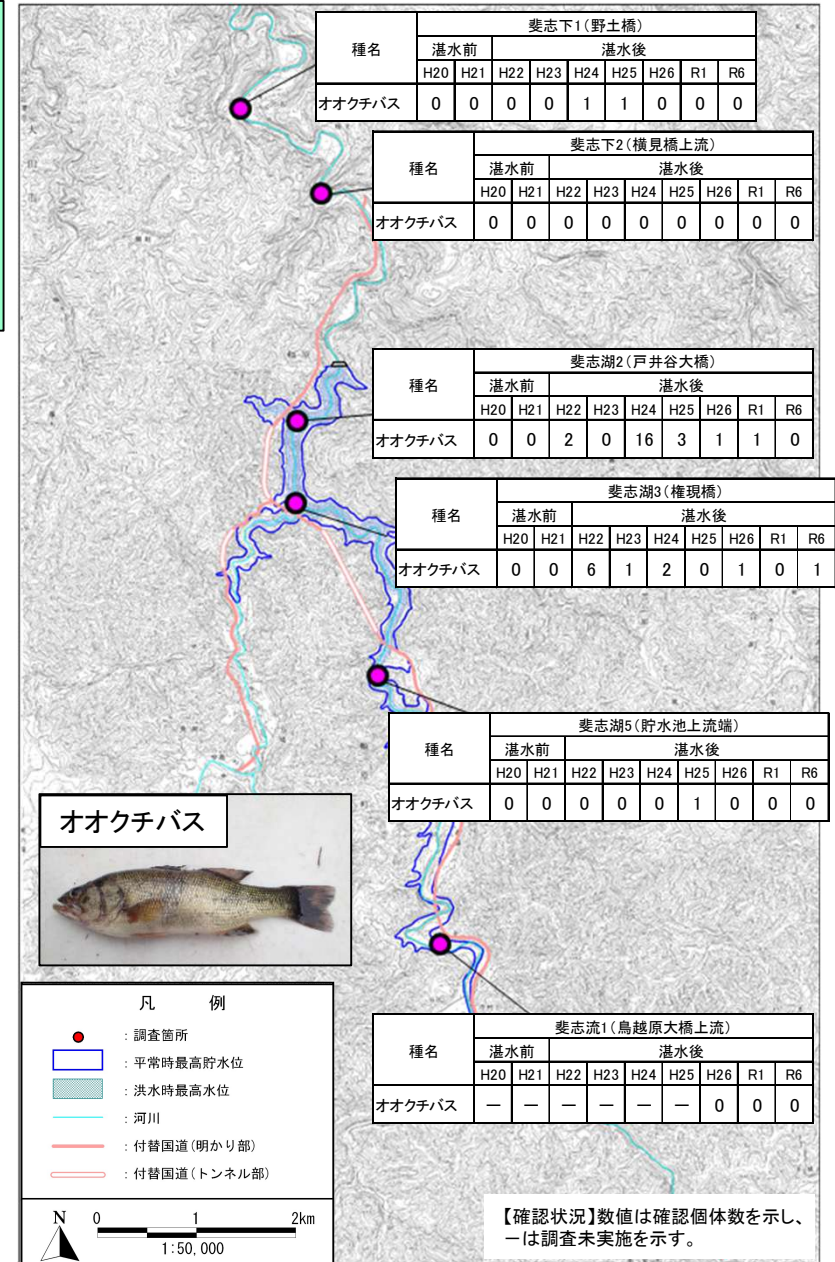 斐志下1(野土橋)
種名 湛水前 湛水後
H20 H21 H22 H23 H24 H25 H26 R1 R6
オオクチバス 0 0 0 0 1 1 0 0 0
斐志下2(横見橋上流)
種名 湛水前 湛水後
H20 H21 H22 H23 H24 H25 H26 R1 R6
オオクチバス 0 0 0 0 0 0 0 0 0
斐志湖2(戸井谷大橋)
種名 湛水前 湛水後
H20 H21 H22 H23 H24 H25 H26 R1 R6
オオクチバス 0 0 2 0 16 3 1 1 0
斐志湖3(権現橋)
種名 湛水前 湛水後
H20 H21 H22 H23 H24 H25 H26 R1 R6
オオクチバス 0 0 6 1 2 0 1 0 1
斐志湖5(貯水池上流端)
種名 湛水前 湛水後
H20 H21 H22 H23 H24 H25 H26 R1 R6
オオクチバス 0 0 0 0 0 1 0 0 0
オオクチバス
斐志流1(鳥越原大橋上流)
種名 湛水前 湛水後
H20 H21 H22 H23 H24 H25 H26 R1 R6
オオクチバス － － － － － － 0 0 0
凡 例
：調査箇所
：平常時最高貯水位
：洪水時最高水位
：河川
：付替国道(明かり部)
：付替国道(トンネル部)
N 0 1 2km
1:50,000
【確認状況】数値は確認個体数を示し、
－は調査未実施を示す。